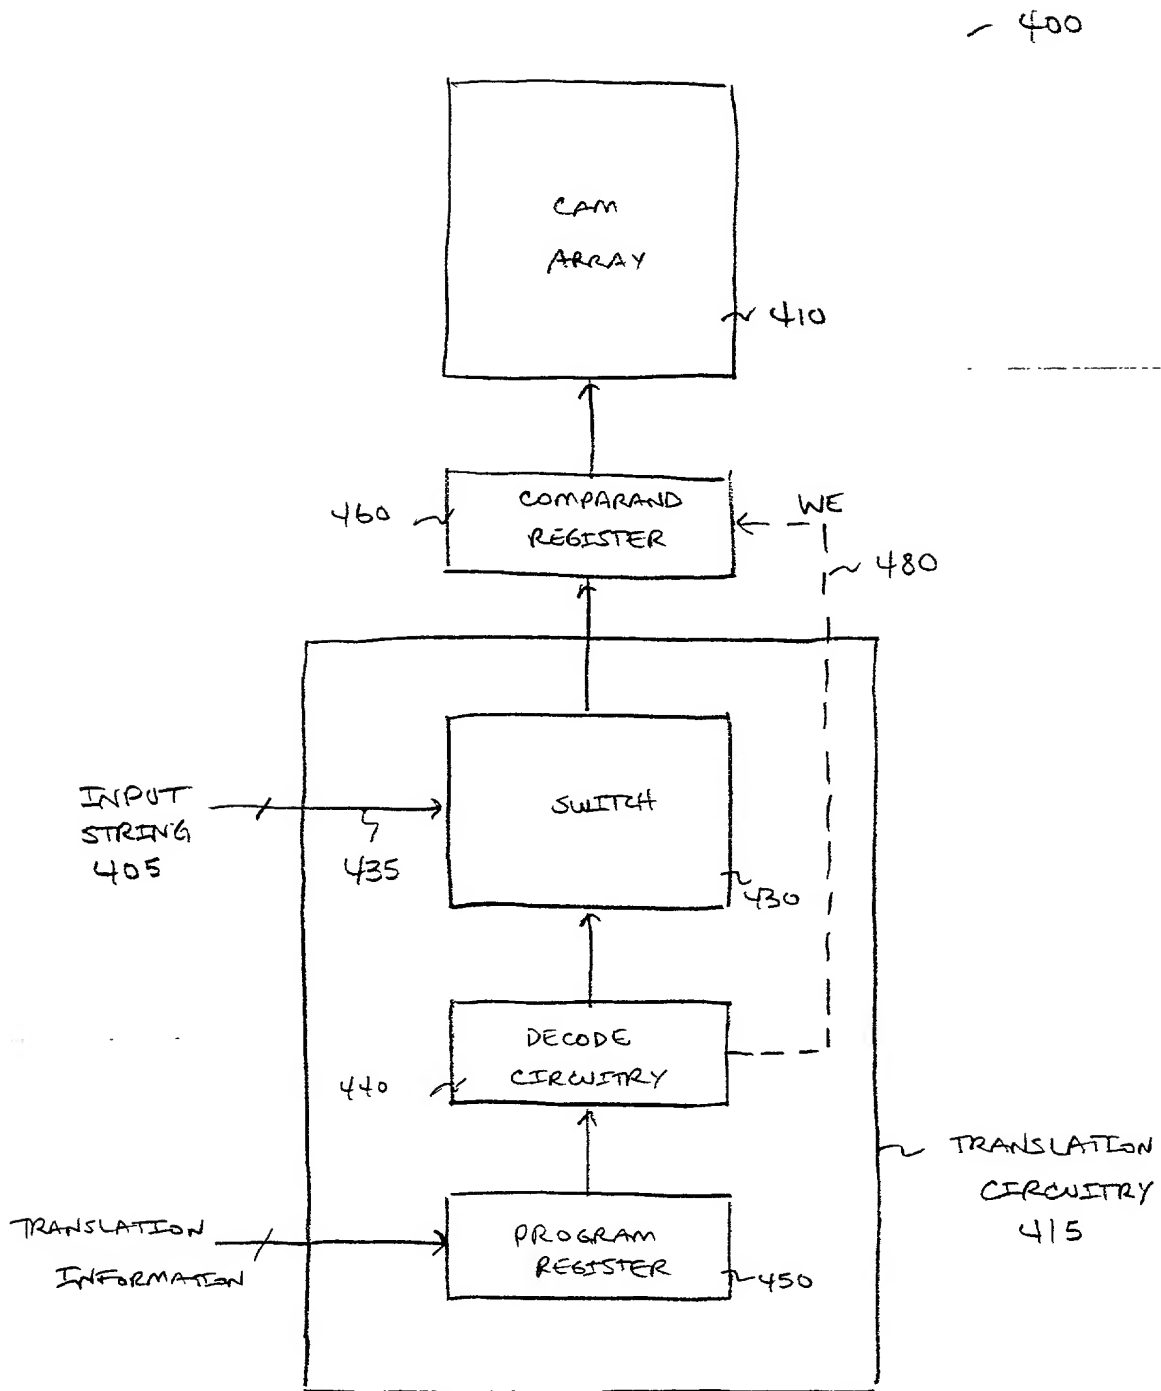 400
CAM
ARRAY
410
COMPARAND
REGISTER
460
WE
480
INPUT
STRING
405
435
SWITCH
430
DECODE
CIRCUITRY
440
TRANSLATION
CIRCUITRY
415
TRANSLATION
INFORMATION
PROGRAM
REGISTER
450